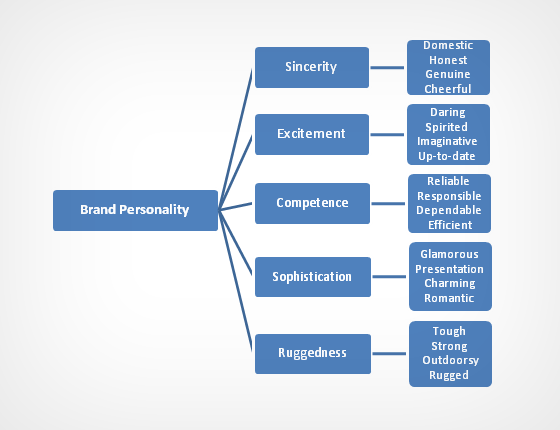 Brand Personality
Sincerity
Domestic
Honest
Genuine
Cheerful
Excitement
Daring
Spirited
Imaginative
Up-to-date
Competence
Reliable
Responsible
Dependable
Efficient
Sophistication
Glamorous
Presentation
Charming
Romantic
Ruggedness
Tough
Strong
Outdoorsy
Rugged